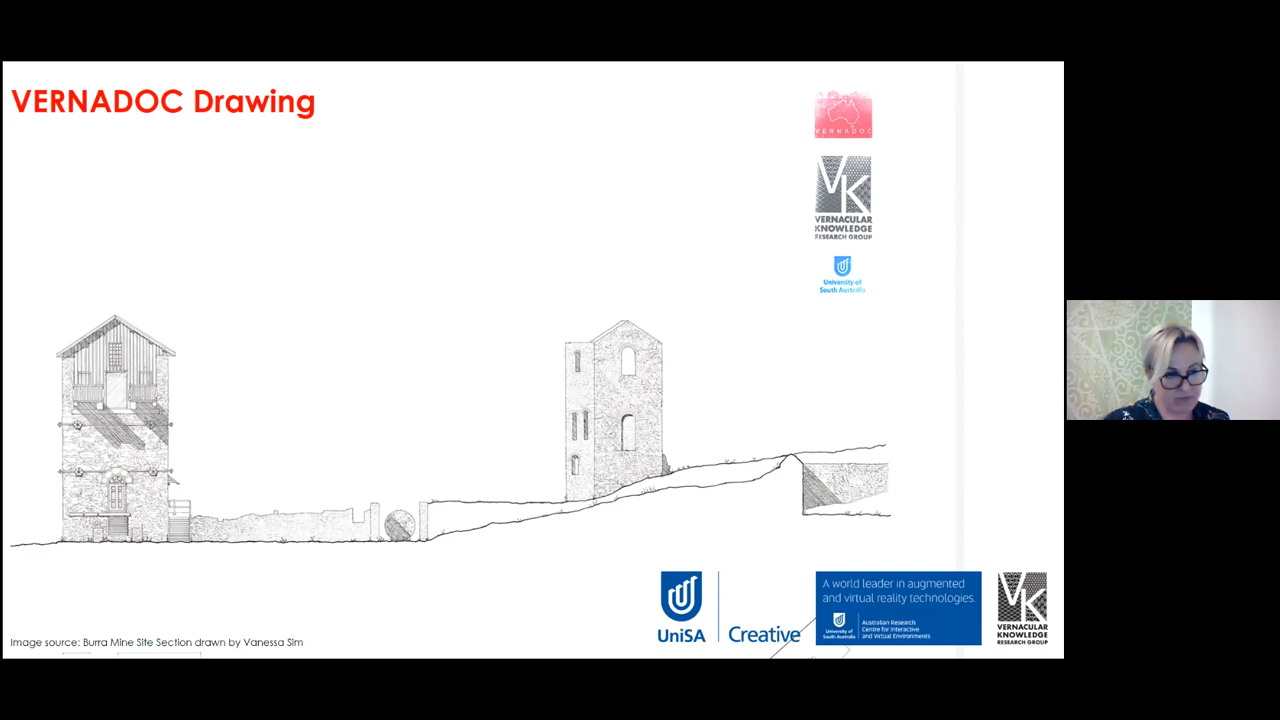 VERNADOC Drawing
VERNADOC
VK
VERNACULAR
KNOWLEDGE
RESEARCH GROUP
University of
South Australia
UniSA
Creative
A world leader in augmented
and virtual reality technologies.
University of
South Australia
Australian Research
Centre for Interactive
and Virtual Environments
VK
VERNACULAR
KNOWLEDGE
RESEARCH GROUP
Image source: Burra Mine Site Section drawn by Vanessa Sim